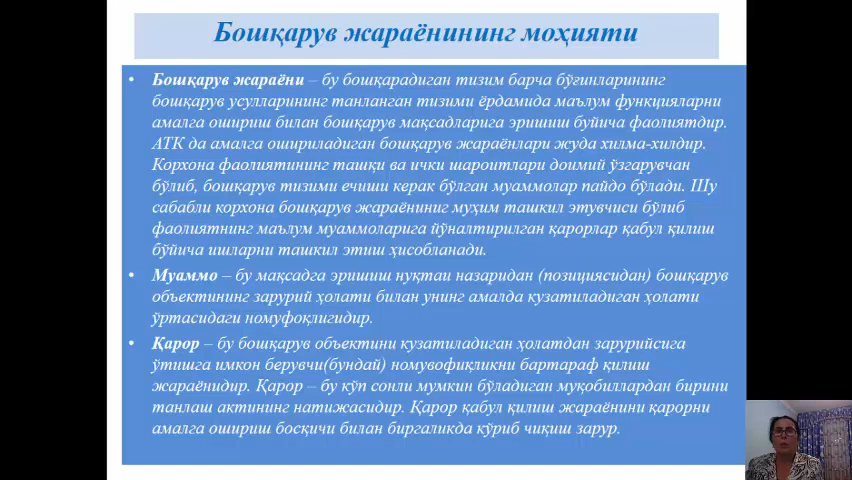 Бошқарув жараёнининг моҳияти
• Бошқарув жараёни – бу бошқарадиган тизим барча бўғинларининг
бошқарув усулларининг танланган тизими ёрдамида маълум функцияларни
амалга ошириш билан бошқарув мақсадларига эришиш буйича фаолиятдир.
АТК да амалга ошириладиган бошқарув жараёнлари жуда хилма-хилдир.
Корхона фаолиятининг ташқи ва ички шароитлари доимий ўзгарувчан
бўлиб, бошқарув тизими ечиши керак бўлган муаммолар пайдо бўлади. Шу
сабабли корхона бошқарув жараёниниг муҳим ташкил этувчиси бўлиб
фаолиятнинг маълум муаммоларига йўналтирилган қарорлар қабул қилиш
бўйича ишларни ташкил этиш ҳисобланади.
• Муаммо – бу мақсадга эришиш нуқтаи назаридан (позициясидан) бошқарув
объектининг зарурий ҳолати билан унинг амалда кузатиладиган ҳолати
ўртасидаги номуфоқлигидир.
• Қарор – бу бошқарув объектини кузатиладиган ҳолатдан зарурийсига
ўтишга имкон берувчи(бундай) номувофиқликни бартараф қилиш
жараёнидир. Қарор – бу кўп сонли мумкин бўладиган муқобиллардан бирини
танлаш актининг натижасидир. Қарор қабул қилиш жараёнини қарорни
амалга ошириш босқичи билан биргаликда кўриб чиқиш зарур.